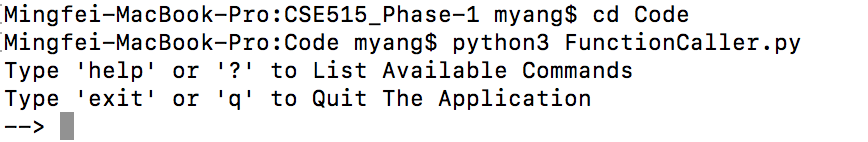 Mingfei-MacBook-Pro:CSE515_Phase-1 myang$ cd Code
Mingfei-MacBook-Pro:Code myang$ python3 FunctionCaller.py
Type 'help' or '?' to List Available Commands
Type 'exit' or 'q' to Quit The Application
-->